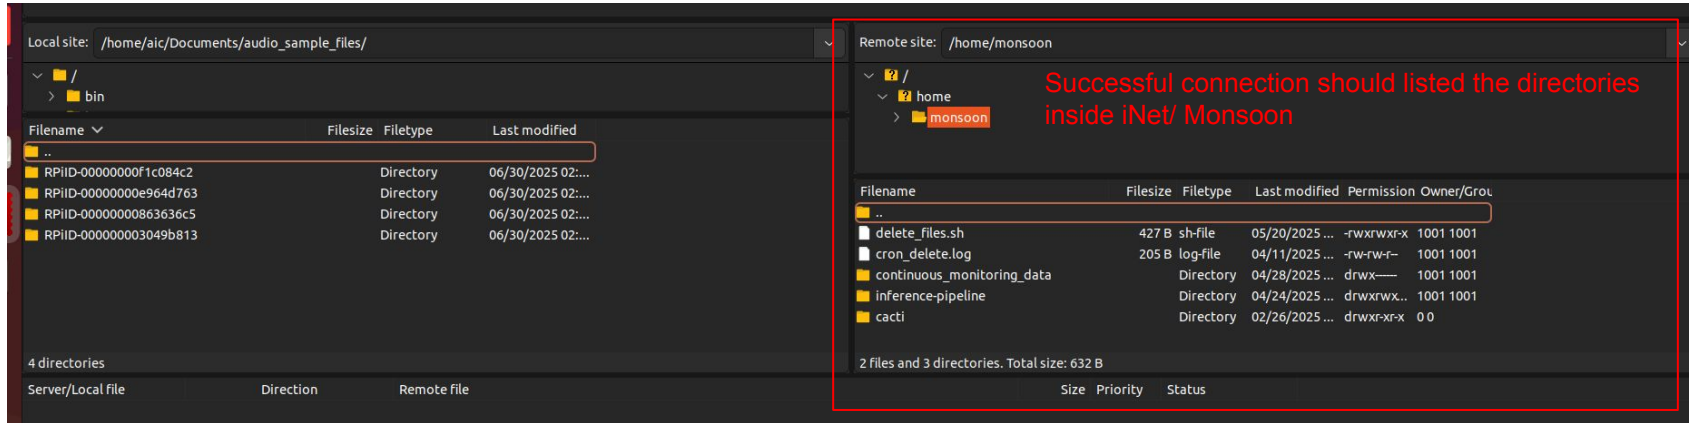 Local site: /home/aic/Documents/audio_sample_files/
/
bin
Filename Filesize Filetype Last modified
..
RPiID-00000000f1c084c2 Directory 06/30/2025 02:...
RPiID-00000000e964d763 Directory 06/30/2025 02:...
RPiID-00000000863636c5 Directory 06/30/2025 02:...
RPiID-000000003049b813 Directory 06/30/2025 02:...
4 directories
Remote site: /home/monsoon
/
home
monsoon
Successful connection should listed the directories
inside iNet/ Monsoon
Filename Filesize Filetype Last modified Permission Owner/Grou
..
delete_files.sh 427 B sh-file 05/20/2025 ... -rwxrwxr-x 1001 1001
cron_delete.log 205 B log-file 04/11/2025 ... -rw-rw-r-- 1001 1001
continuous_monitoring_data Directory 04/28/2025 ... drwx------ 1001 1001
inference-pipeline Directory 04/24/2025 ... drwxrwx... 1001 1001
cacti Directory 02/26/2025 ... drwxr-xr-x 0 0
2 files and 3 directories. Total size: 632 B
Server/Local file Direction Remote file Size Priority Status